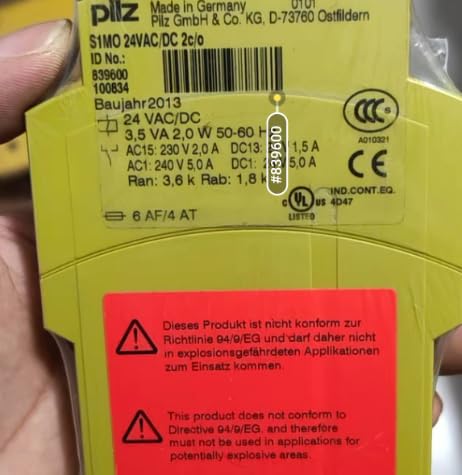 pilz Made in Germany 0101
Pilz GmbH & Co. KG, D-73760 Ostfildern
S1MO 24VAC/DC 2c/o
ID No.:
839600
100834
Baujahr2013
24 VAC/DC
3,5 VA 2,0 W 50-60 H
AC15: 230 V 2,0 A DC13: V 1,5 A
AC1: 240 V 5,0 A DC1: V 5,0 A
Ran: 3,6 k Rab: 1,8 k
#839600
CCC
A010321
6 AF/4 AT
C UL US LISTED
IND.CONT.EQ.
4D47
Dieses Produkt ist nicht konform zur
Richtlinie 94/9/EG und darf daher nicht
in explosionsgefährdeten Applikationen
zum Einsatz kommen.
This product does not conform to
Directive 94/9/EG, and therefore
must not be used in applications for
potentially explosive areas.